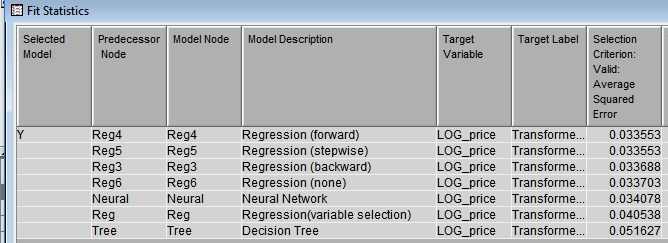 Fit Statistics
Selected Model Predecessor Node Model Node Model Description Target Variable Target Label Selection Criterion: Valid: Average Squared Error
Y Reg4 Reg4 Regression (forward) LOG_price Transforme... 0.033553
Reg5 Reg5 Regression (stepwise) LOG_price Transforme... 0.033553
Reg3 Reg3 Regression (backward) LOG_price Transforme... 0.033688
Reg6 Reg6 Regression (none) LOG_price Transforme... 0.033703
Neural Neural Neural Network LOG_price Transforme... 0.034078
Reg Reg Regression(variable selection) LOG_price Transforme... 0.040538
Tree Tree Decision Tree LOG_price Transforme... 0.051627